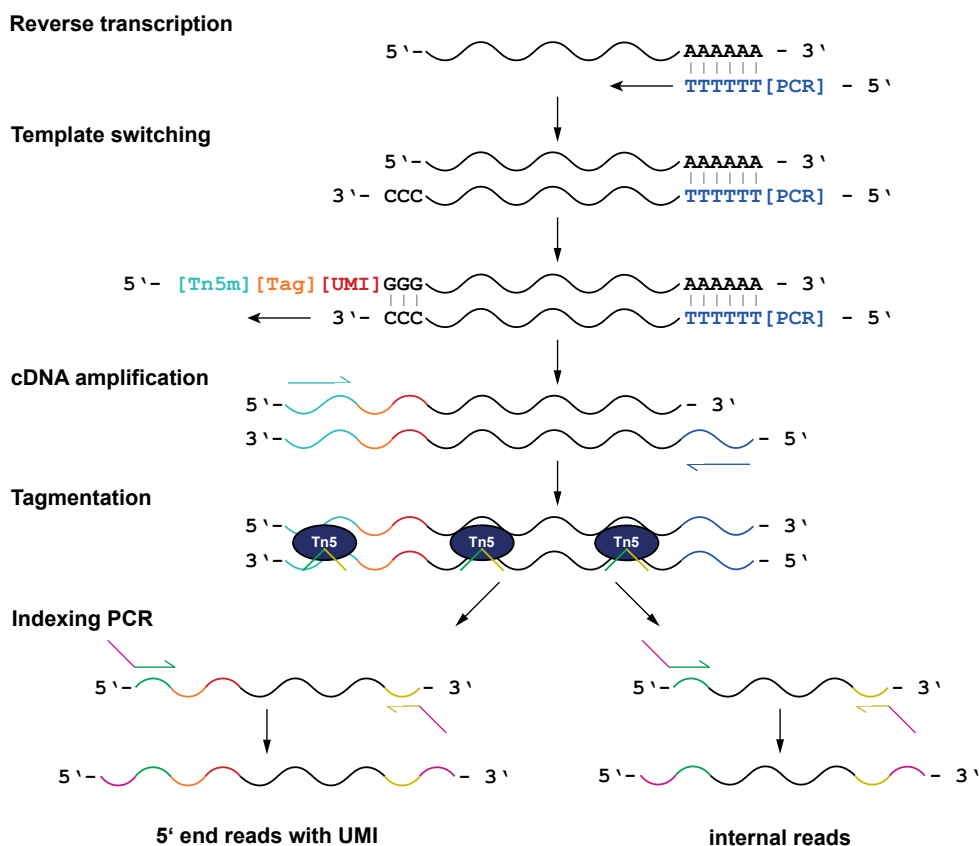 Reverse transcription
5'- AAAAAA - 3'
TTTTTT[PCR] - 5'
Template switching
5'- AAAAAA - 3'
3'- CCC TTTTTT[PCR] - 5'
5'- [Tn5m][Tag][UMI]GGG AAAAAA - 3'
3'- CCC TTTTTT[PCR] - 5'
cDNA amplification
5'- - 3'
3'- - 5'
Tagmentation
5'- - 3'
Tn5 Tn5 Tn5
3'- - 5'
Indexing PCR
5'- - 3' 5'- - 3'
5'- - 3' 5'- - 3'
5' end reads with UMI internal reads